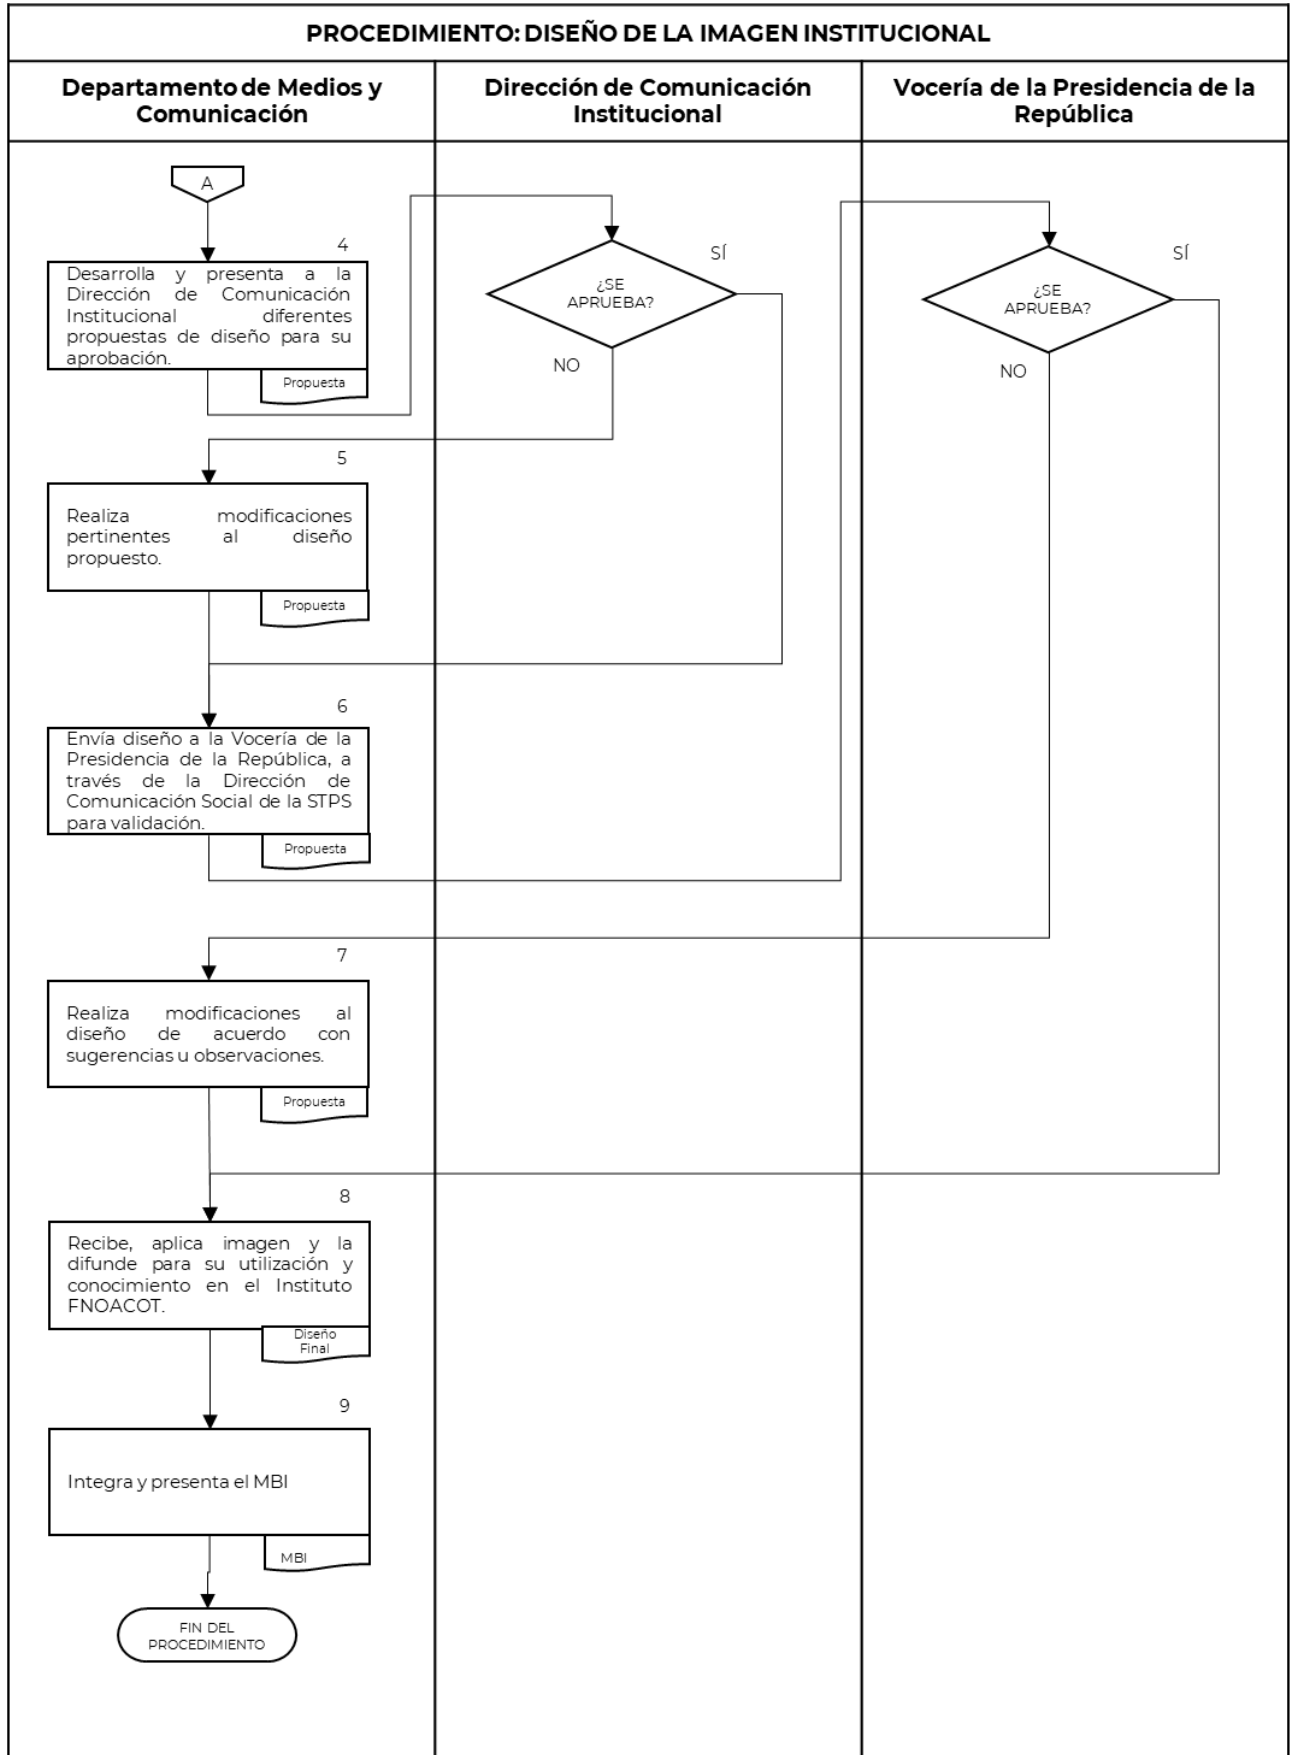 PROCEDIMIENTO: DISEÑO DE LA IMAGEN INSTITUCIONAL
Departamento de Medios y
Comunicación
Dirección de Comunicación
Institucional
Vocería de la Presidencia de la
República
A
4
Desarrolla y presenta a la
Dirección de Comunicación
Institucional diferentes
propuestas de diseño para su
aprobación.
Propuesta
¿SE
APRUEBA?
SÍ
NO
¿SE
APRUEBA?
SÍ
NO
5
Realiza modificaciones
pertinentes al diseño
propuesto.
Propuesta
6
Envía diseño a la Vocería de la
Presidencia de la República, a
través de la Dirección de
Comunicación Social de la STPS
para validación.
Propuesta
7
Realiza modificaciones al
diseño de acuerdo con
sugerencias u observaciones.
Propuesta
8
Recibe, aplica imagen y la
difunde para su utilización y
conocimiento en el Instituto
FNOACOT.
Diseño
Final
9
Integra y presenta el MBI
MBI
FIN DEL
PROCEDIMIENTO